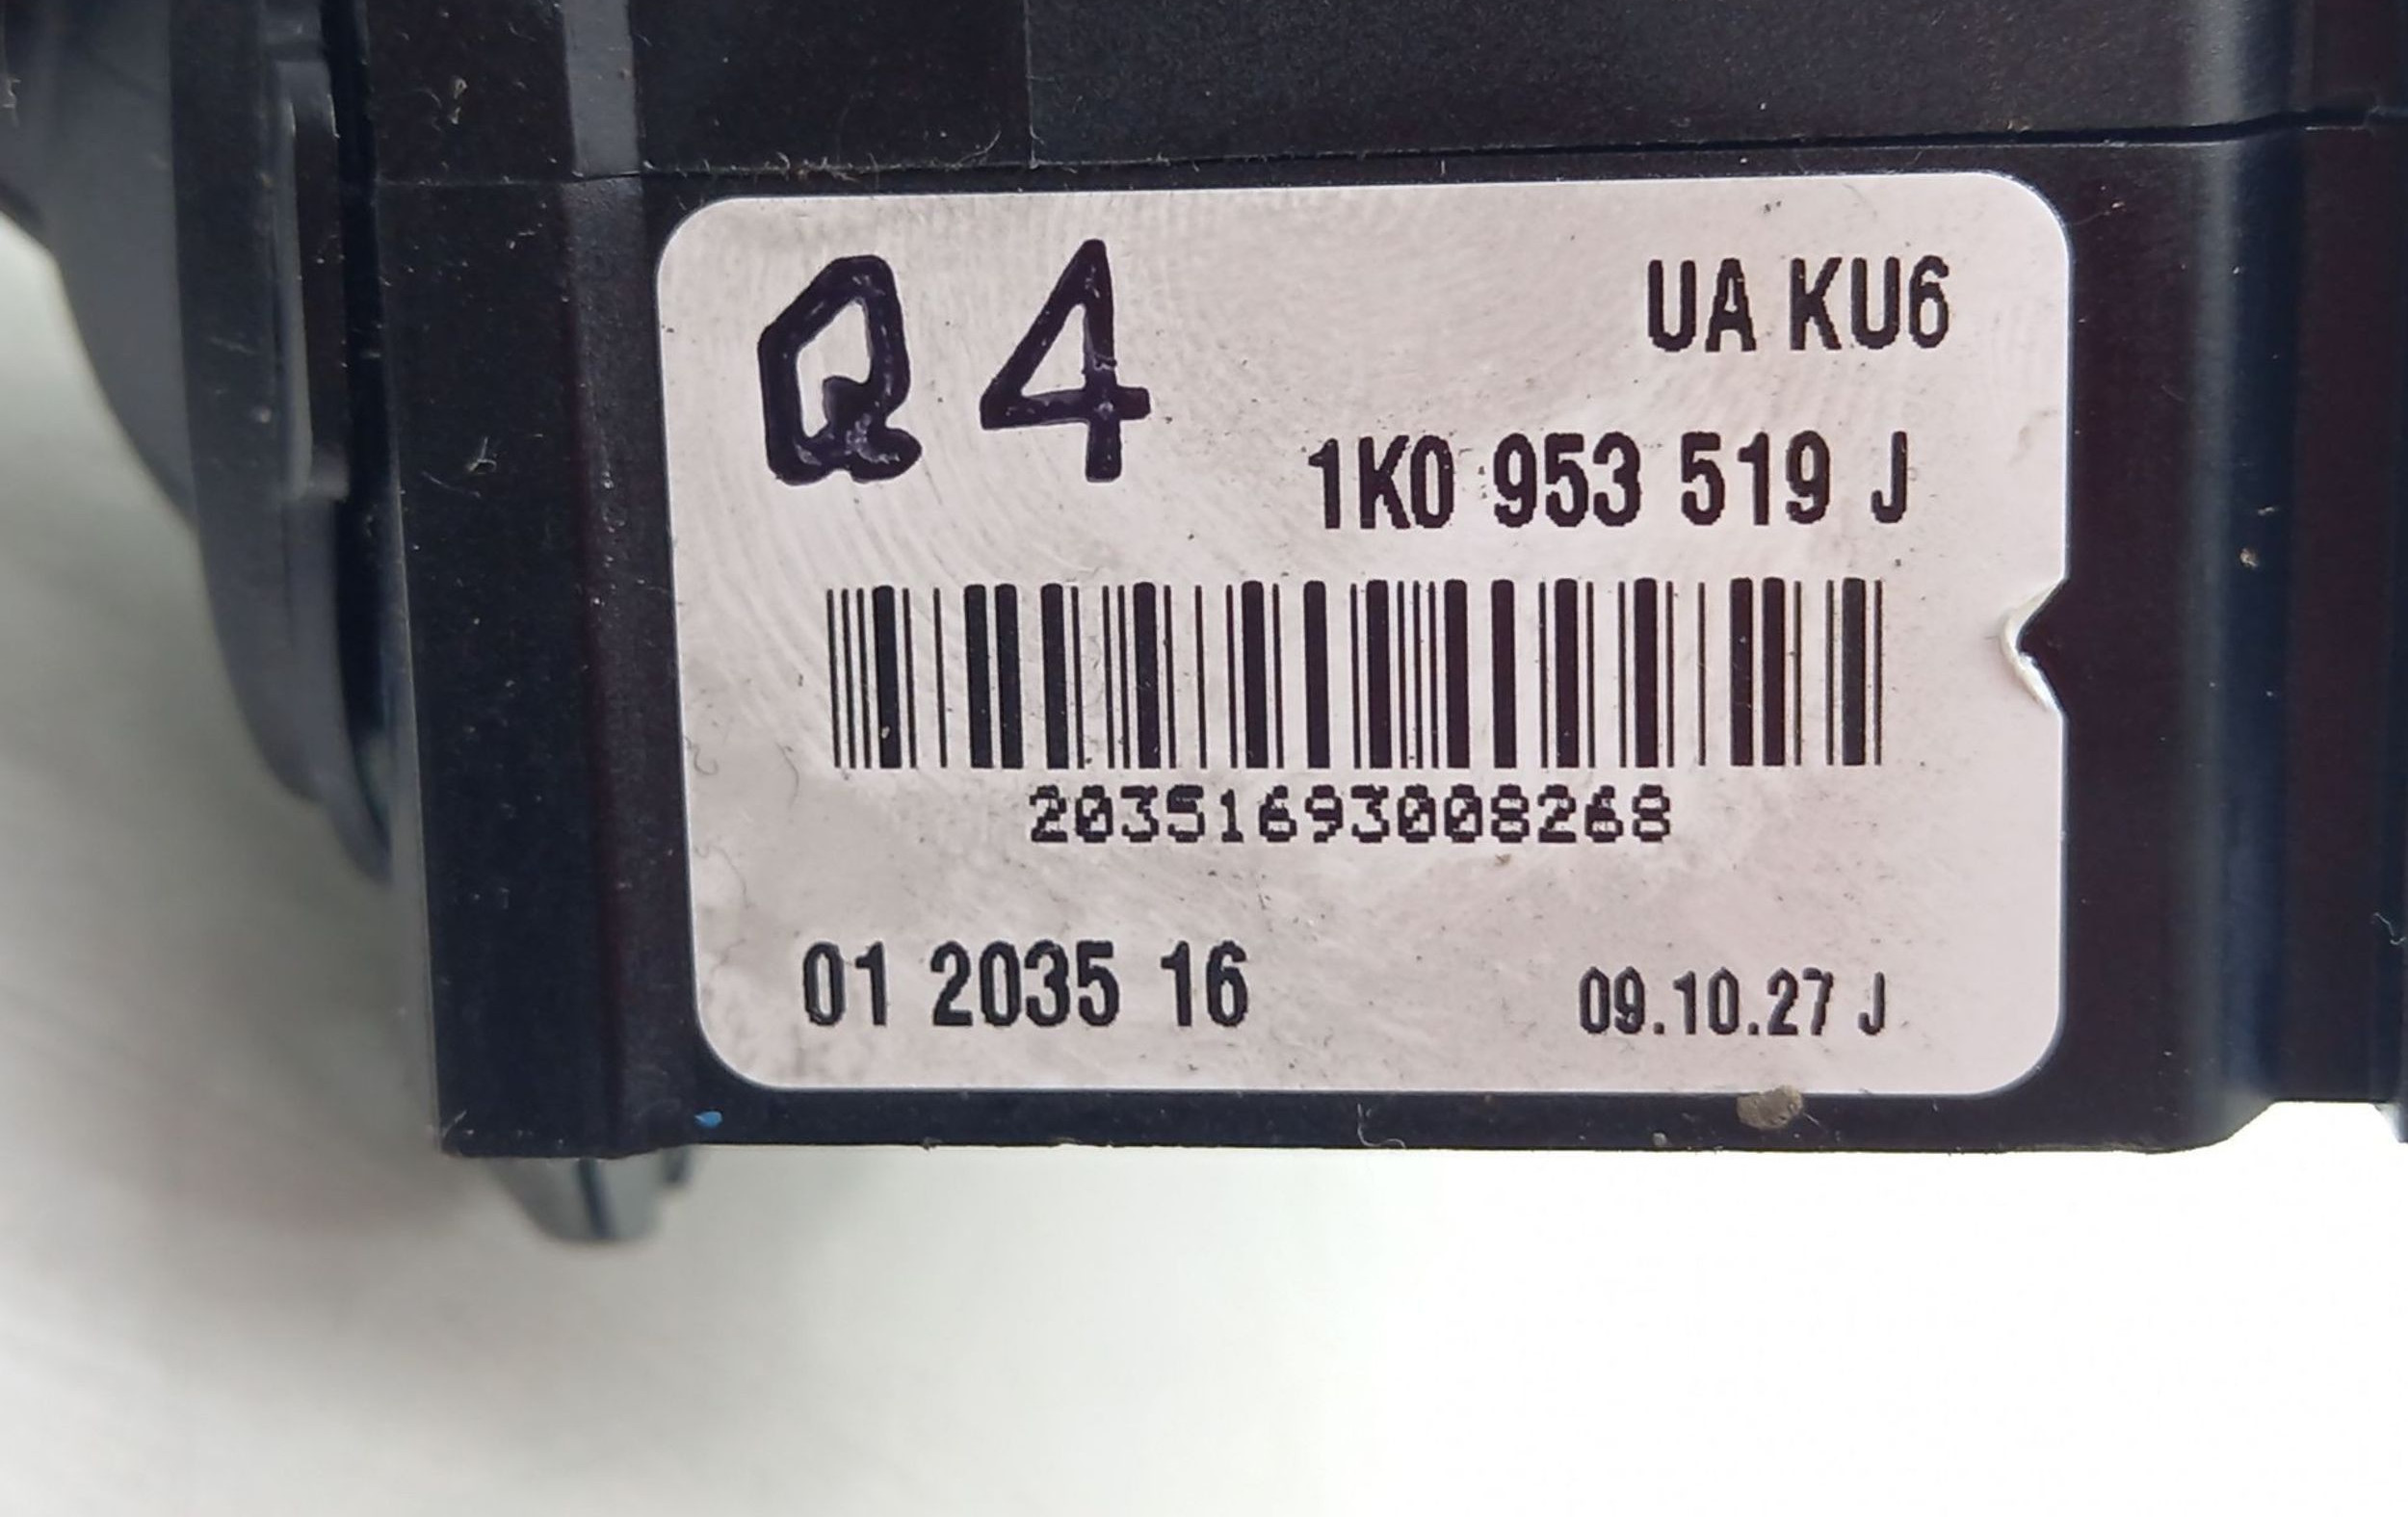 Q4
UA KU6
1K0 953 519 J
20351693008268
01 2035 16
09.10.27 J